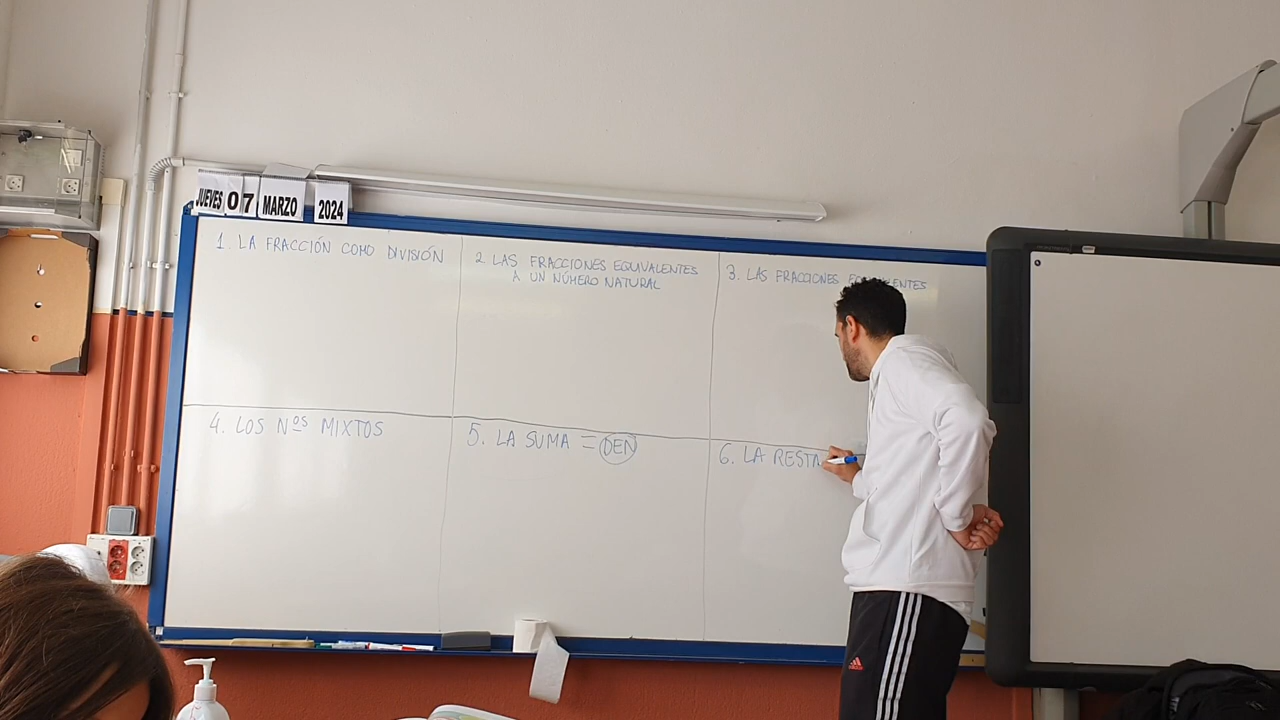 JUEVES 07 MARZO 2024
1. LA FRACCIÓN COMO DIVISIÓN
2 LAS FRACCIONES EQUIVALENTES
A UN NÚMERO NATURAL
3. LAS FRACCIONES
4. LOS Nºs MIXTOS
5. LA SUMA = DEN
6. LA RESTA
adidas